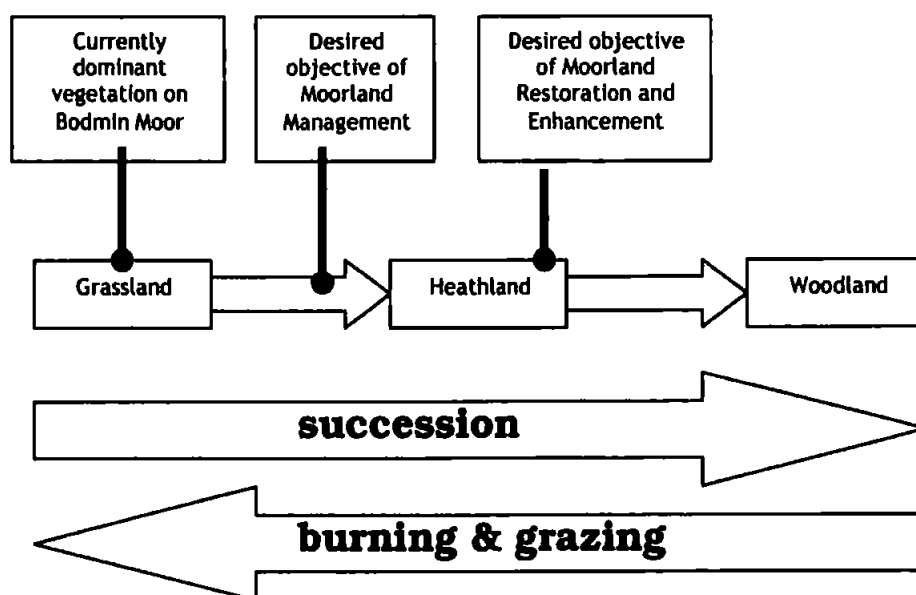 Currently
dominant
vegetation on
Bodmin Moor
Desired
objective of
Moorland
Management
Desired objective
of Moorland
Restoration and
Enhancement
Grassland
Heathland
Woodland
succession
burning & grazing